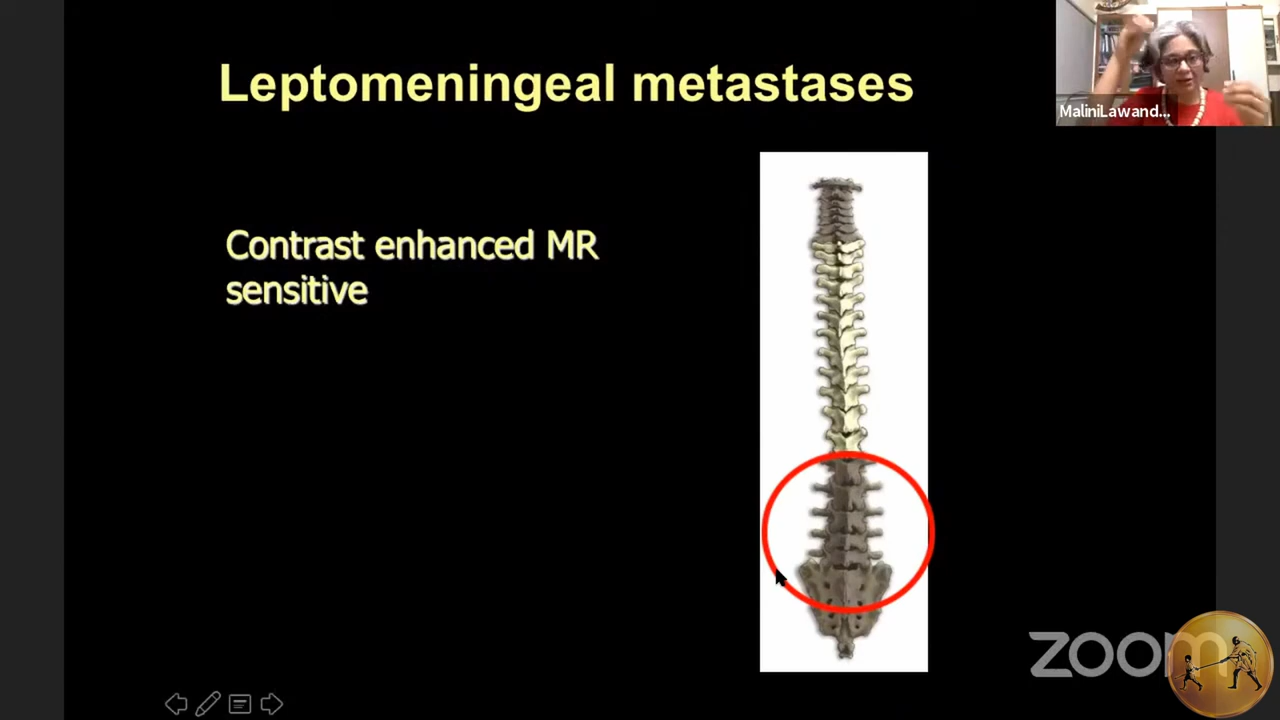 Leptomeningeal metastases
MaliniLawand...
Contrast enhanced MR
sensitive
zoom